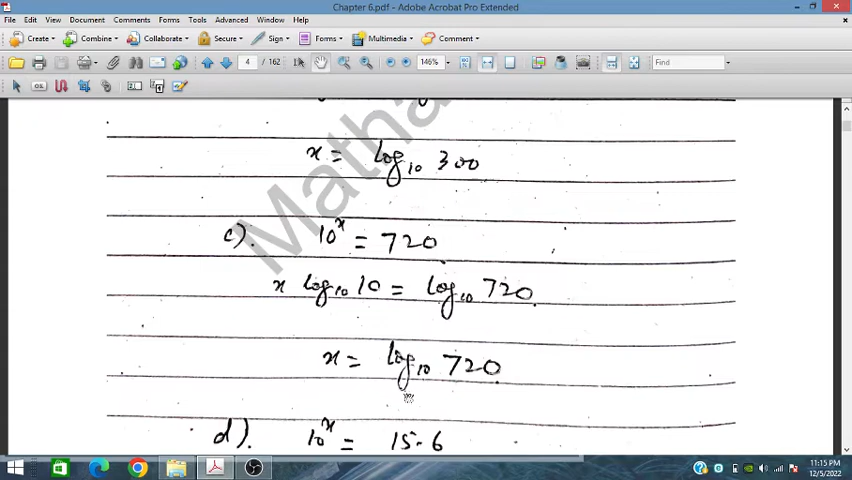 Chapter 6.pdf - Adobe Acrobat Pro Extended
File Edit View Document Comments Forms Tools Advanced Window Help
Create Combine Collaborate Secure Sign Forms Multimedia Comment
4 / 162 146% Find
x = log₁₀ 300
c). 10ˣ = 720
x log₁₀ 10 = log₁₀ 720.
x = log₁₀ 720.
d). 10ˣ = 15.6
11:15 PM
12/5/2022